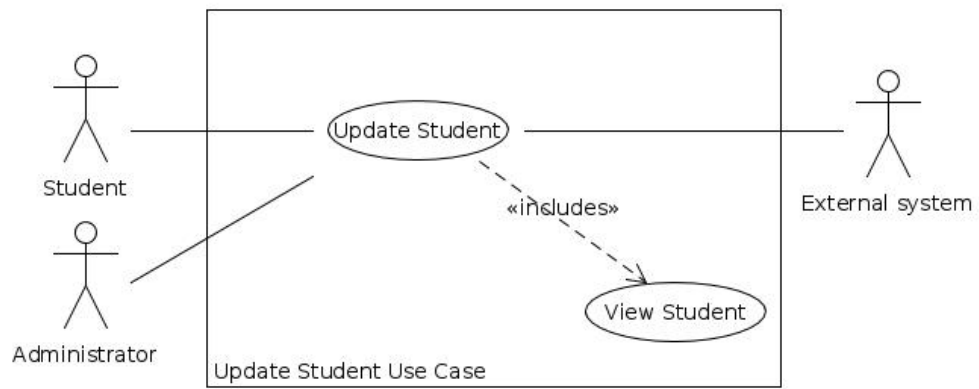 Update Student
Student
External system
«includes»
View Student
Administrator
Update Student Use Case